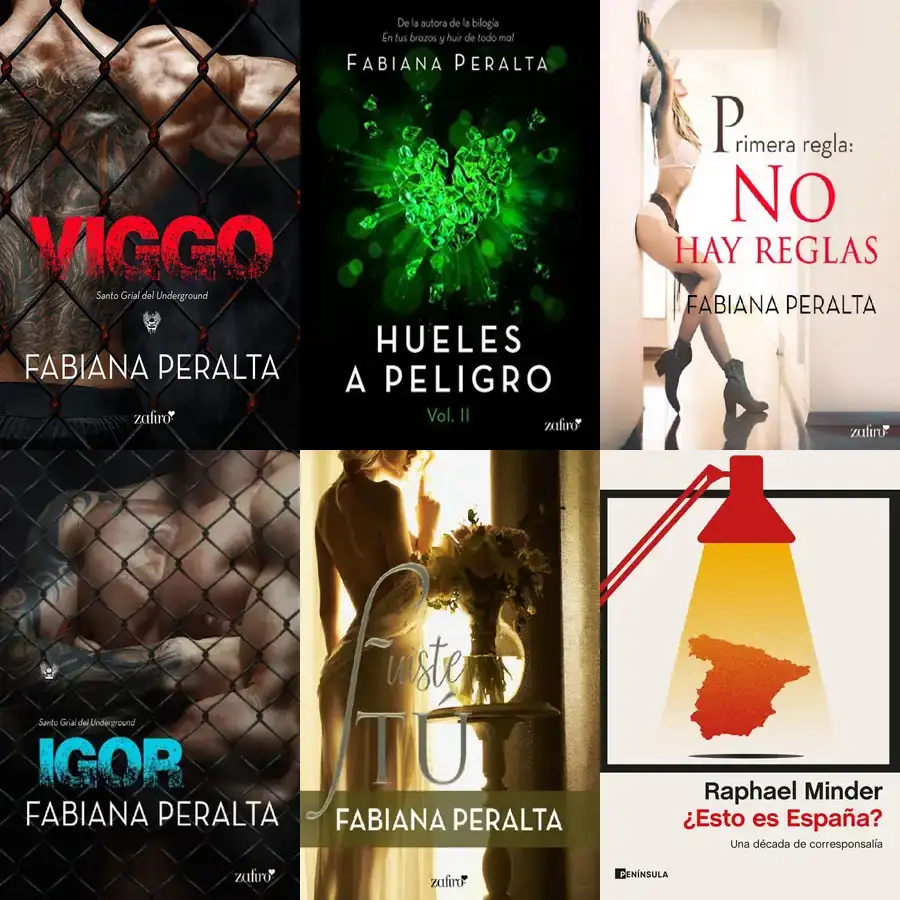 VIGGO
Santo Grial del Underground
FABIANA PERALTA
zafiro
De la autora de la bilogía
En tus brazos y huir de todo mal
FABIANA PERALTA
HUELES
A PELIGRO
Vol. II
zafiro
Primera regla:
NO
HAY REGLAS
FABIANA PERALTA
zafiro
Santo Grial del Underground
IGOR
FABIANA PERALTA
zafiro
Fuiste
TÚ
FABIANA PERALTA
zafiro
Raphael Minder
¿Esto es España?
Una década de corresponsalía
PENÍNSULA